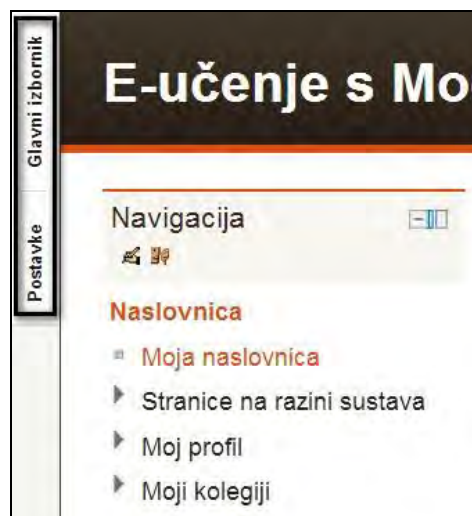 Glavni izbornik
Postavke
E-učenje s Mo
Navigacija
Naslovnica
Moja naslovnica
Stranice na razini sustava
Moj profil
Moji kolegiji